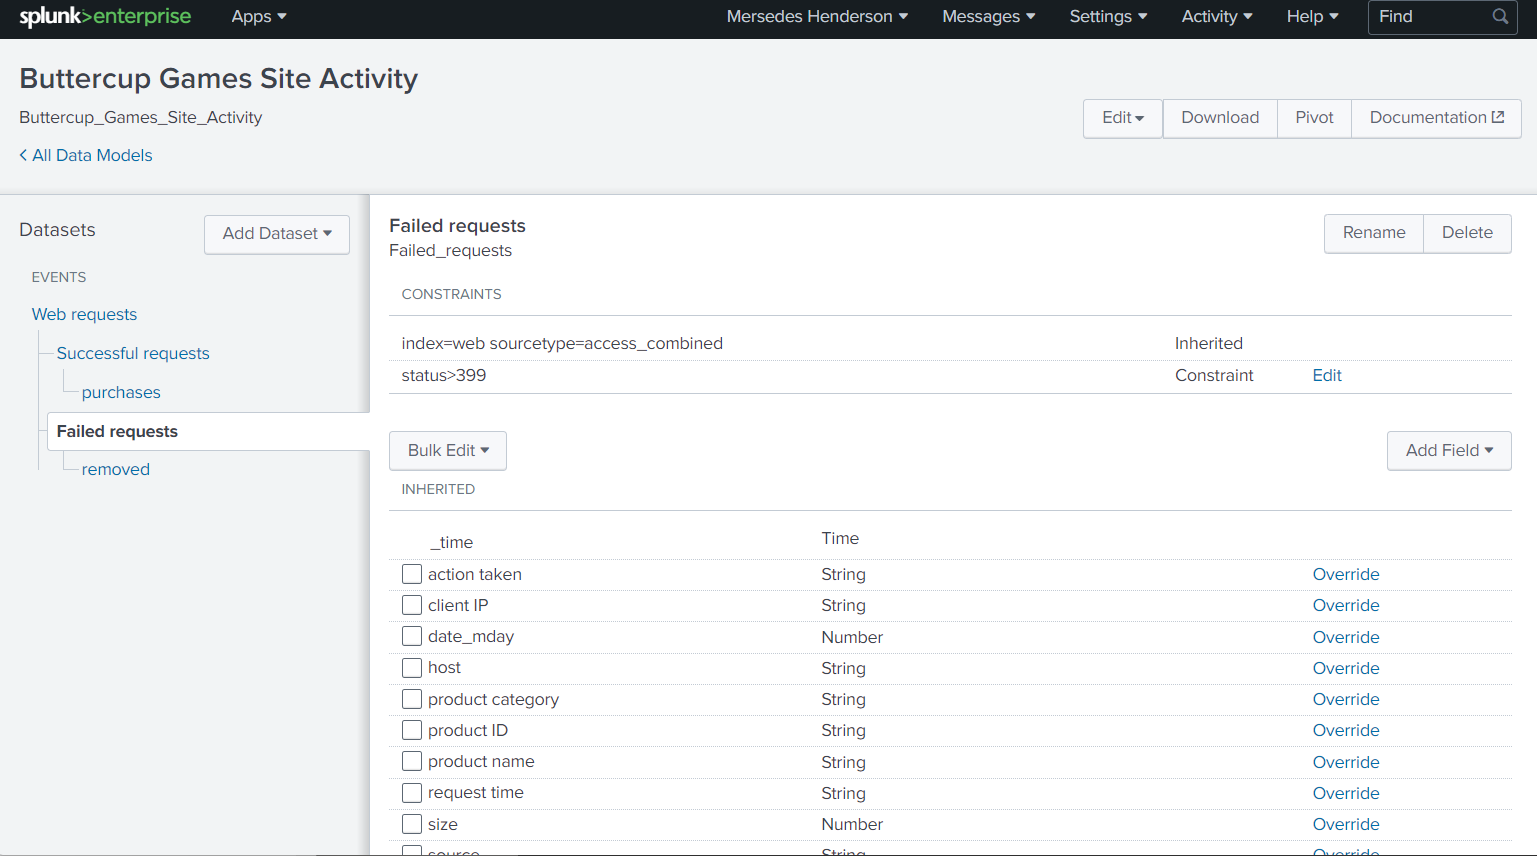 splunk>enterprise Apps Mersedes Henderson Messages Settings Activity Help Find
Buttercup Games Site Activity
Buttercup_Games_Site_Activity
Edit Download Pivot Documentation
< All Data Models
Datasets
Add Dataset
EVENTS
Web requests
Successful requests
purchases
Failed requests
removed
Failed requests
Failed_requests
Rename Delete
CONSTRAINTS
index=web sourcetype=access_combined Inherited
status>399 Constraint Edit
Bulk Edit Add Field
INHERITED
_time Time
action taken String Override
client IP String Override
date_mday Number Override
host String Override
product category String Override
product ID String Override
product name String Override
request time String Override
size Number Override
source String Override